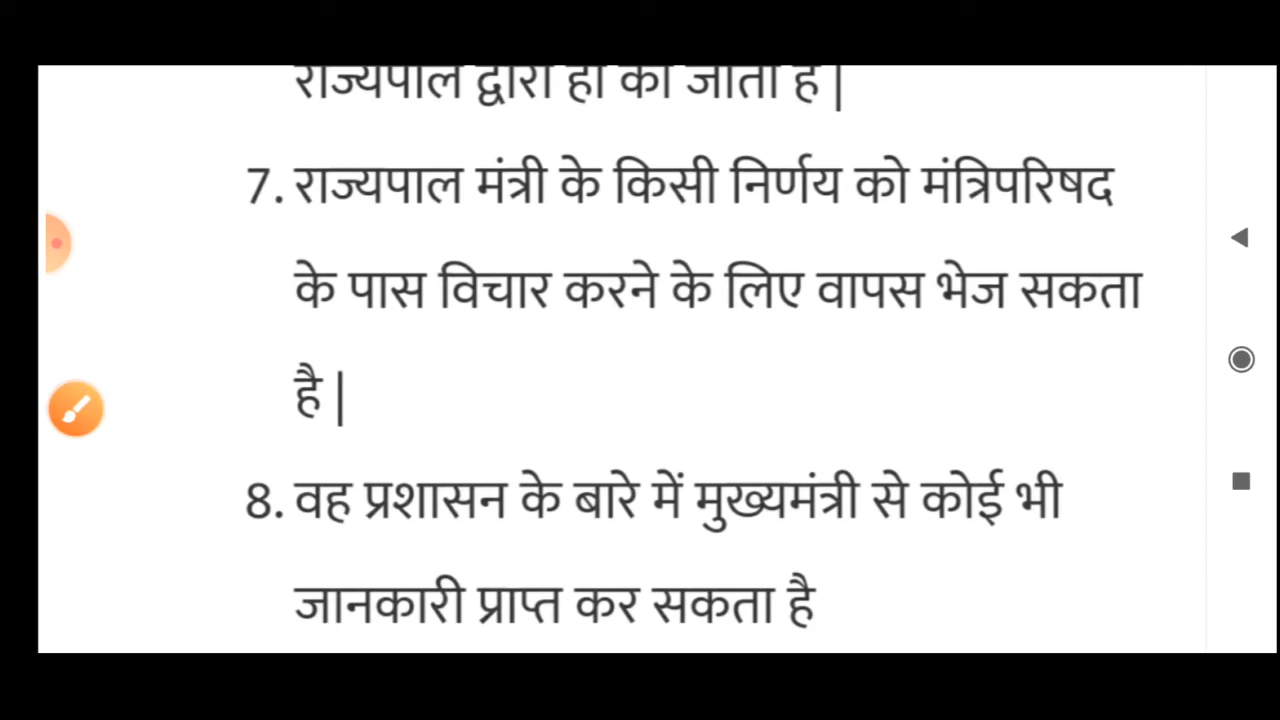 राज्यपाल द्वारा ही की जाती है |
7. राज्यपाल मंत्री के किसी निर्णय को मंत्रिपरिषद
के पास विचार करने के लिए वापस भेज सकता
है |
8. वह प्रशासन के बारे में मुख्यमंत्री से कोई भी
जानकारी प्राप्त कर सकता है